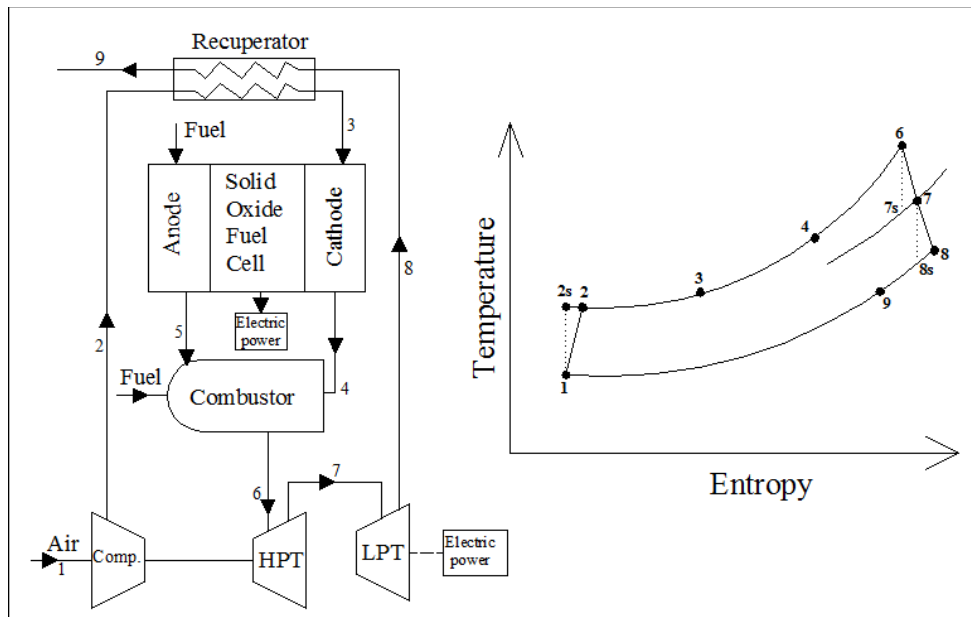 Recuperator
9
3
Fuel
Anode
Solid
Oxide
Fuel
Cell
Cathode
8
2
5
Electric
power
4
Fuel
Combustor
6
7
Air
1
Comp.
HPT
LPT
Electric
power
Temperature
Entropy
6
7s
7
4
8
8s
3
9
2s
2
1